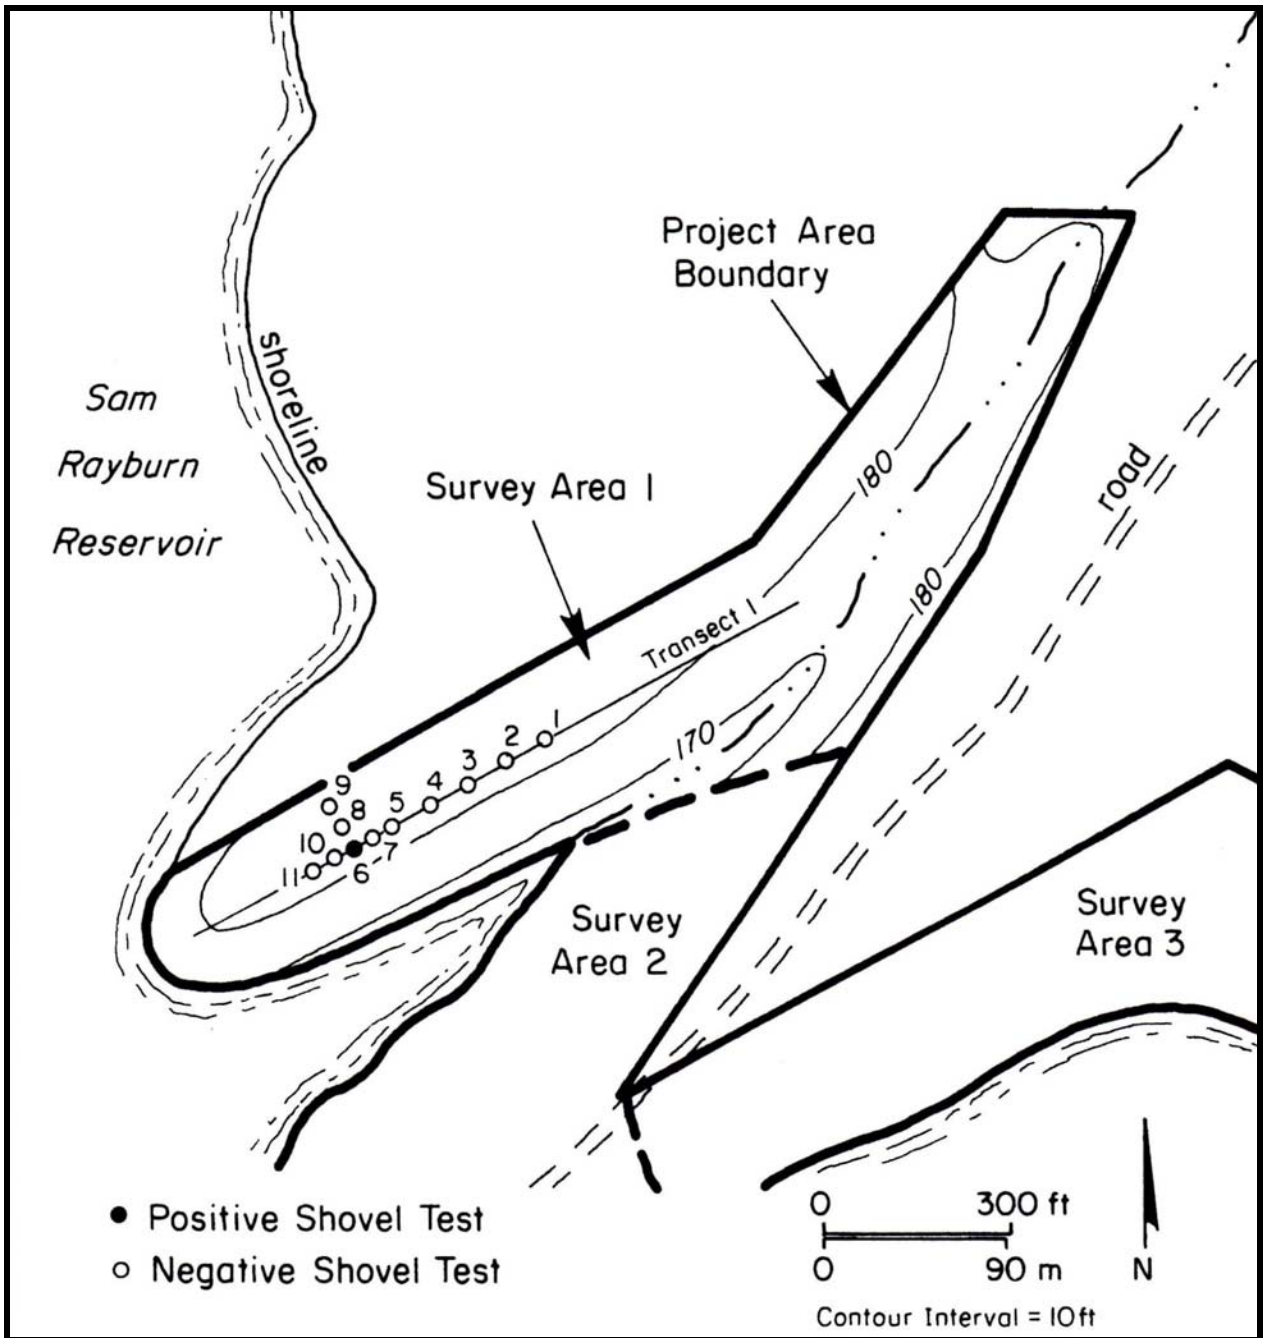 Project Area
Boundary
shoreline
Sam
Rayburn
Reservoir
Survey Area 1
180
road
180
Transect 1
170
1
2
3
4
5
9
8
10
7
11
6
Survey
Area 2
Survey
Area 3
Positive Shovel Test
Negative Shovel Test
0 300 ft
0 90 m
N
Contour Interval = 10ft